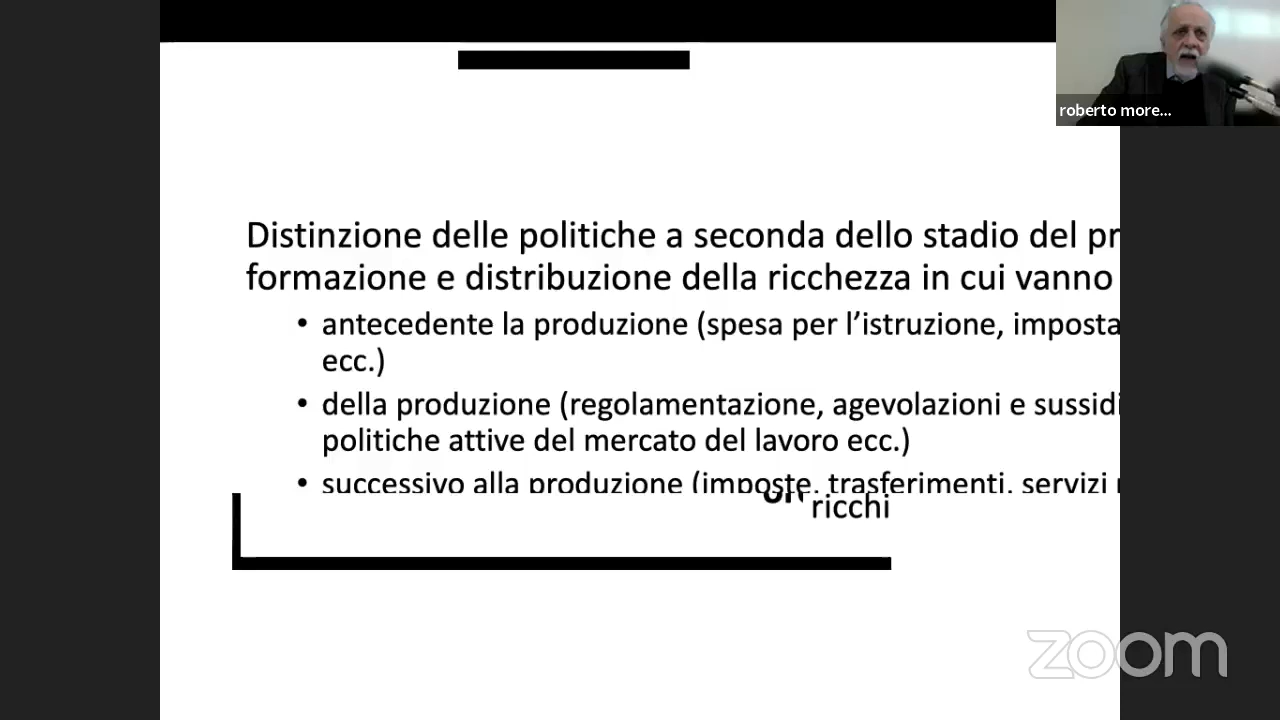 roberto more...
Distinzione delle politiche a seconda dello stadio del pr
formazione e distribuzione della ricchezza in cui vanno
• antecedente la produzione (spesa per l'istruzione, imposta
ecc.)
• della produzione (regolamentazione, agevolazioni e sussidi
politiche attive del mercato del lavoro ecc.)
• successivo alla produzione (imposte, trasferimenti, servizi
ricchi
zoom